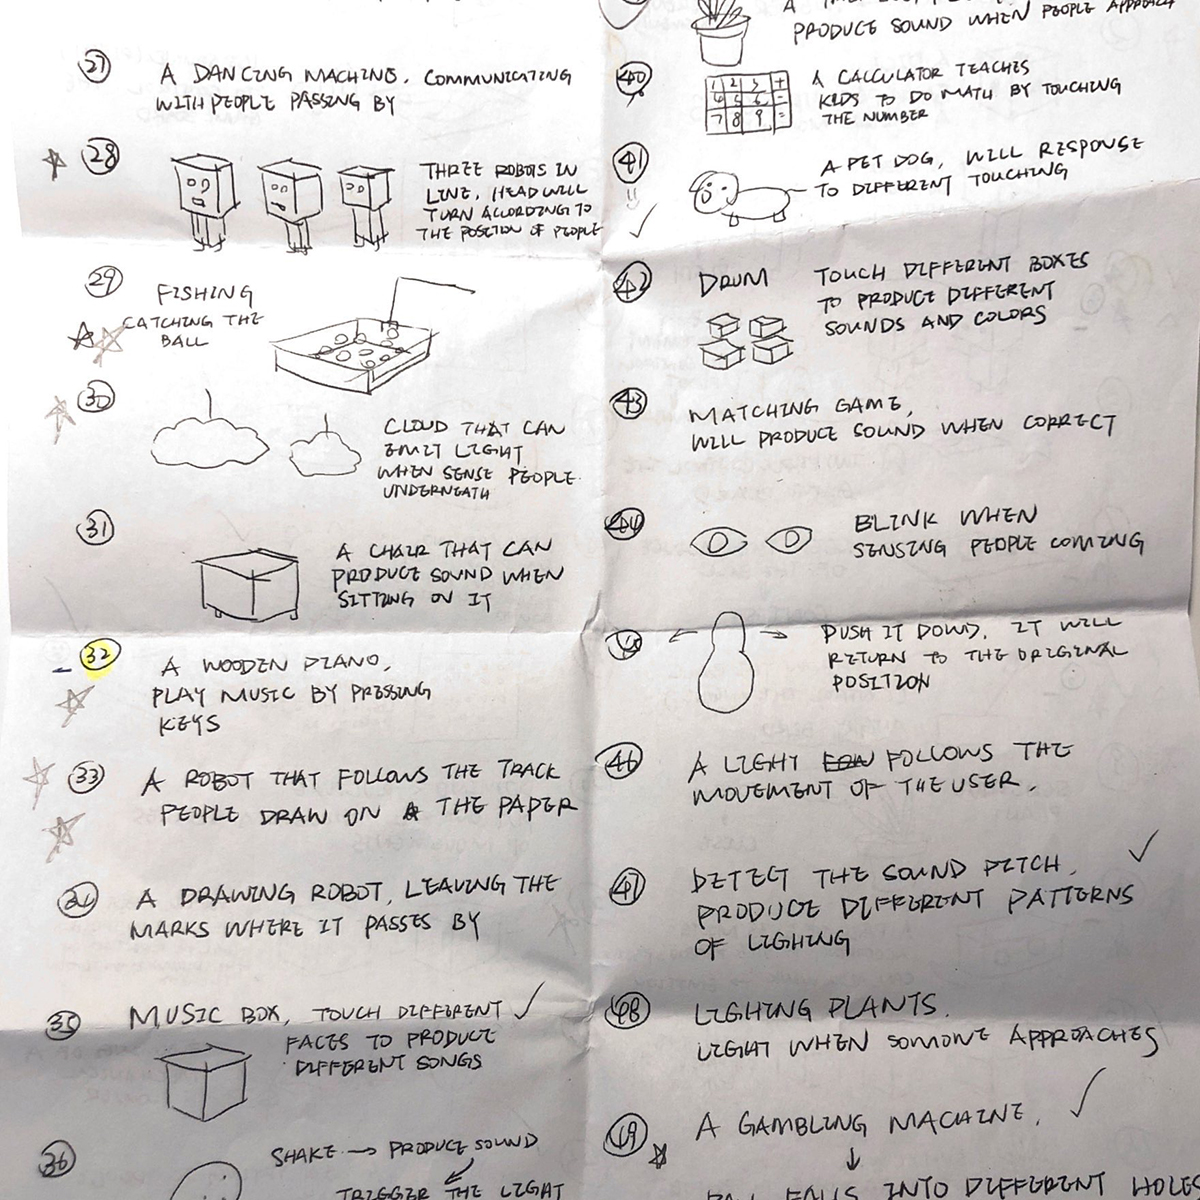 27
A DANCING MACHINE, COMMUNICATING
WITH PEOPLE PASSING BY
28
THREE ROBOTS IN
LINE, HEAD WILL
TURN ACCORDING TO
THE POSITION OF PEOPLE
29
FISHING
CATCHING THE
BALL
30
CLOUD THAT CAN
EMIT LIGHT
WHEN SENSE PEOPLE
UNDERNEATH
31
A CHAIR THAT CAN
PRODUCE SOUND WHEN
SITTING ON IT
32
A WOODEN PIANO,
PLAY MUSIC BY PRESSING
KEYS
33
A ROBOT THAT FOLLOWS THE TRACK
PEOPLE DRAW ON THE PAPER
34
A DRAWING ROBOT, LEAVING THE
MARKS WHERE IT PASSES BY
35
MUSIC BOX, TOUCH DIFFERENT
FACES TO PRODUCE
DIFFERENT SONGS
36
SHAKE → PRODUCE SOUND
TRIGGER THE LIGHT
PRODUCE SOUND WHEN PEOPLE APPROACH
40
1 2 3 +
4 5 6 -
7 8 9 =
A CALCULATOR TEACHES
KIDS TO DO MATH BY TOUCHING
THE NUMBER
41
A PET DOG, WILL RESPONSE
TO DIFFERENT TOUCHING
42
DRUM
TOUCH DIFFERENT BOXES
TO PRODUCE DIFFERENT
SOUNDS AND COLORS
43
MATCHING GAME,
WILL PRODUCE SOUND WHEN CORRECT
44
BLINK WHEN
SENSING PEOPLE COMING
45
PUSH IT DOWN, IT WILL
RETURN TO THE ORIGINAL
POSITION
46
A LIGHT FOLLOWS THE
MOVEMENT OF THE USER.
47
DETECT THE SOUND PITCH,
PRODUCE DIFFERENT PATTERNS
OF LIGHING
48
LIGHING PLANTS.
LIGHT WHEN SOMONE APPROACHES
49
A GAMBLING MACHINE,
↓
BALL FALLS INTO DIFFERENT HOLES